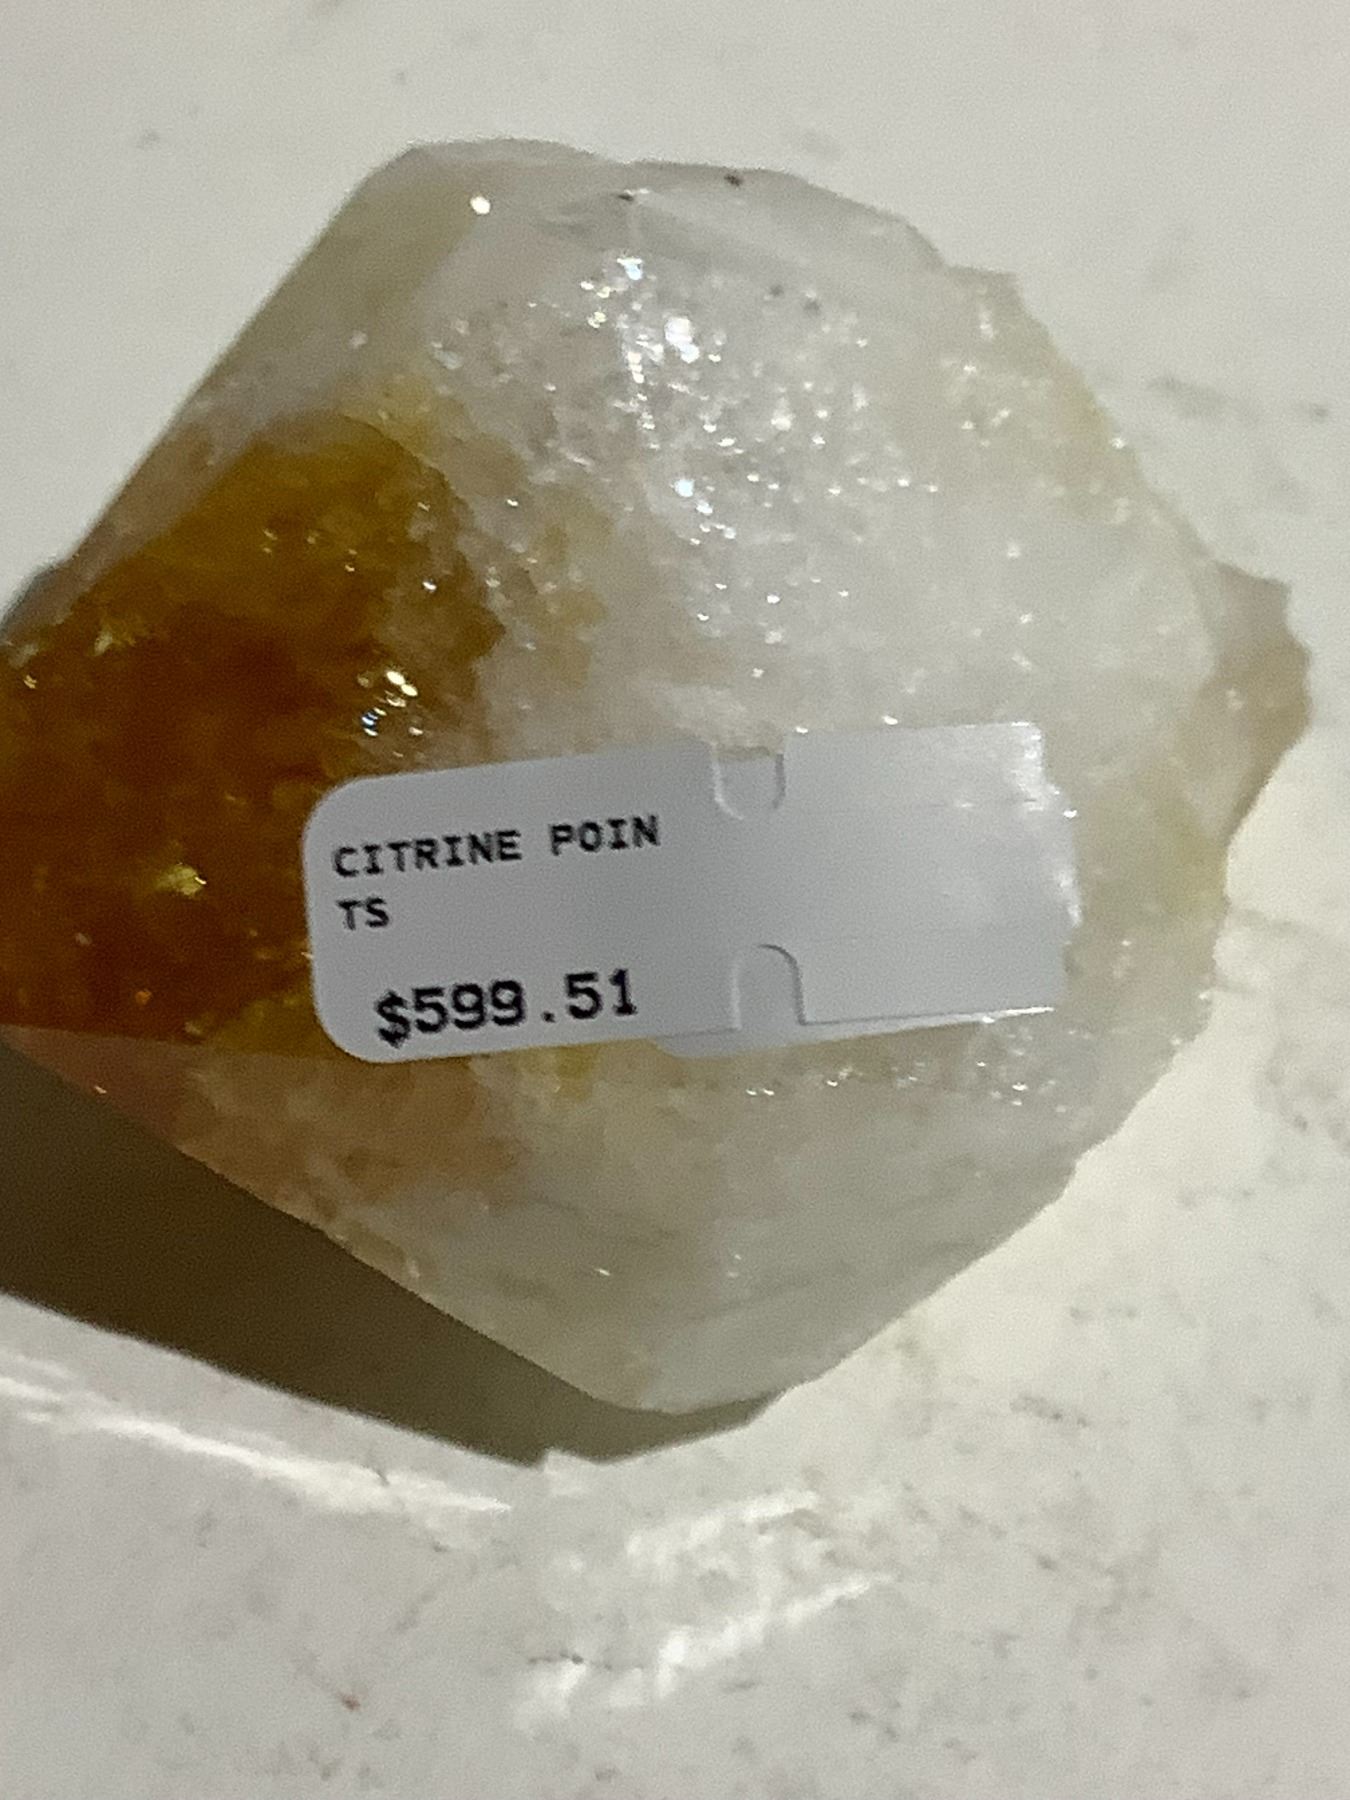 CITRINE POIN
TS
$599.51